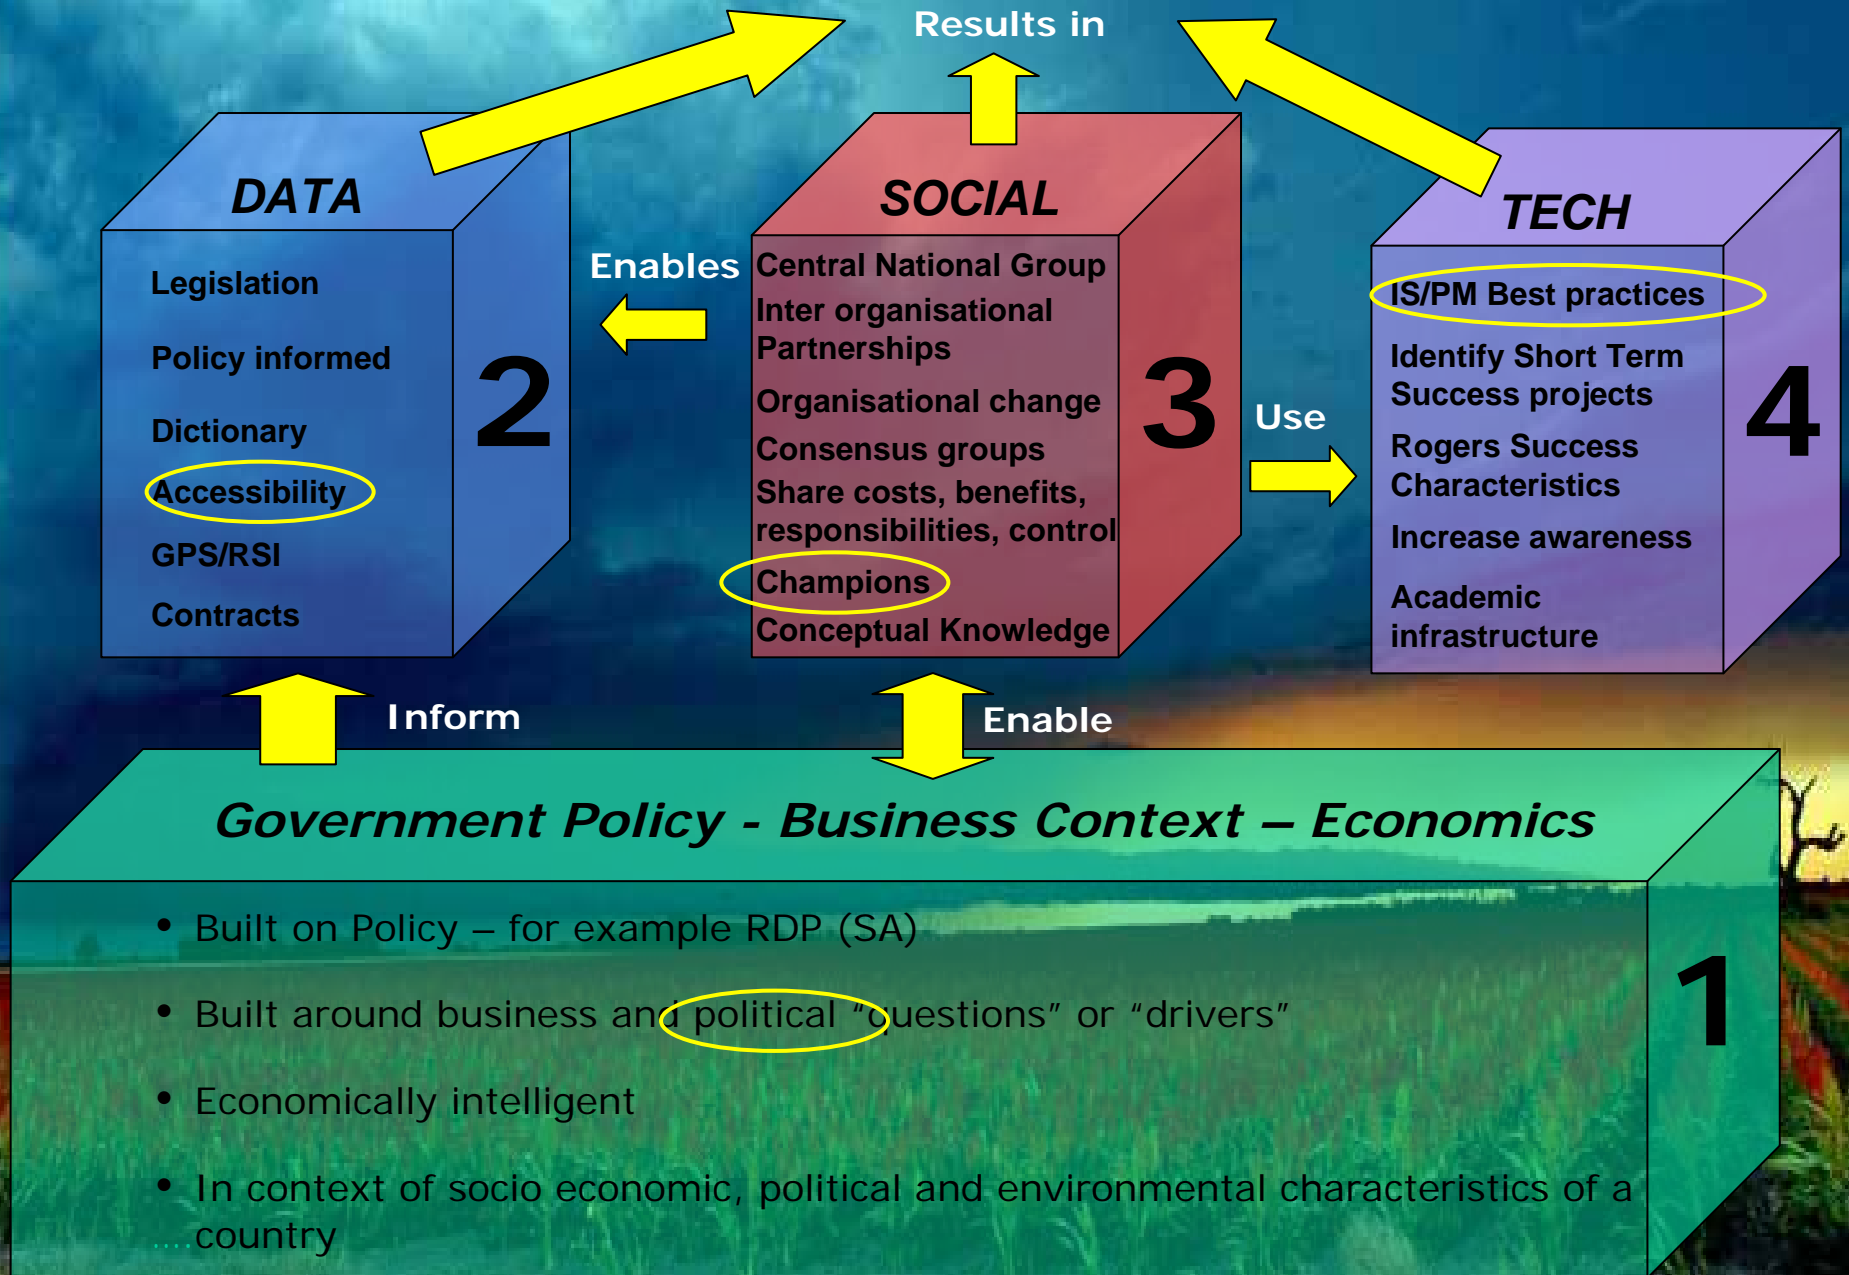 Results in
DATA
Legislation
Policy informed
Dictionary
Accessibility
GPS/RSI
Contracts
2
Enables
SOCIAL
Central National Group
Inter organisational
Partnerships
Organisational change
Consensus groups
Share costs, benefits,
responsibilities, control
Champions
Conceptual Knowledge
3
Use
TECH
IS/PM Best practices
Identify Short Term
Success projects
Rogers Success
Characteristics
Increase awareness
Academic
infrastructure
4
Inform
Enable
Government Policy - Business Context – Economics
• Built on Policy – for example RDP (SA)
• Built around business and political “questions” or “drivers”
• Economically intelligent
• In context of socio economic, political and environmental characteristics of a
....country
1